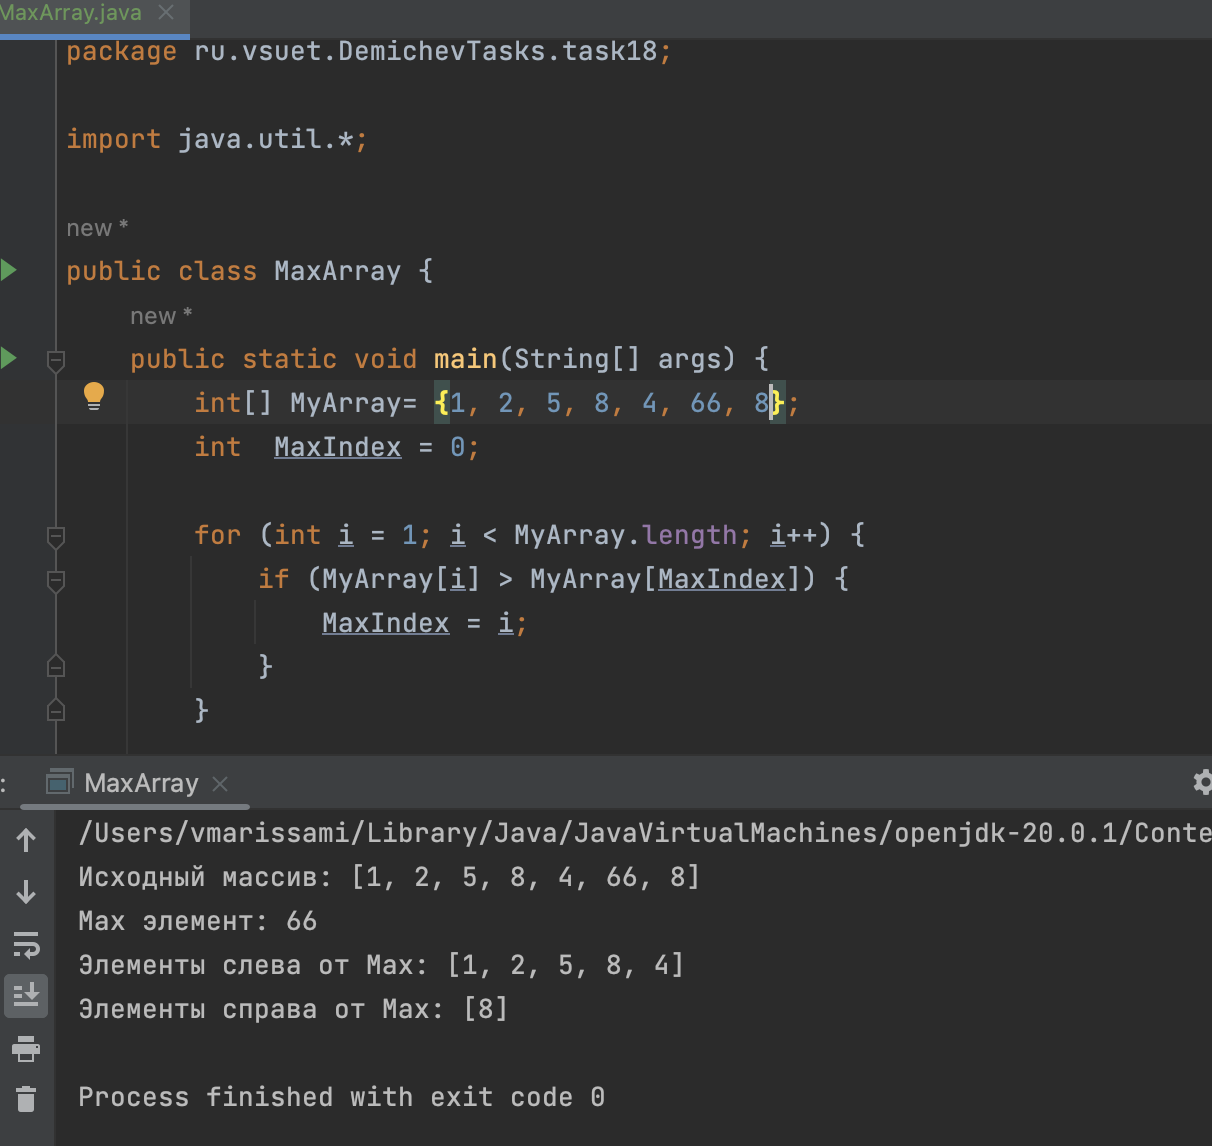 MaxArray.java
package ru.vsuet.DemichevTasks.task18;
import java.util.*;
new *
public class MaxArray {
new *
public static void main(String[] args) {
int[] MyArray= {1, 2, 5, 8, 4, 66, 8};
int  MaxIndex = 0;
for (int i = 1; i < MyArray.length; i++) {
if (MyArray[i] > MyArray[MaxIndex]) {
MaxIndex = i;
}
}
: MaxArray
/Users/vmarissami/Library/Java/JavaVirtualMachines/openjdk-20.0.1/Conte
Исходный массив: [1, 2, 5, 8, 4, 66, 8]
Max элемент: 66
Элементы слева от Max: [1, 2, 5, 8, 4]
Элементы справа от Max: [8]
Process finished with exit code 0